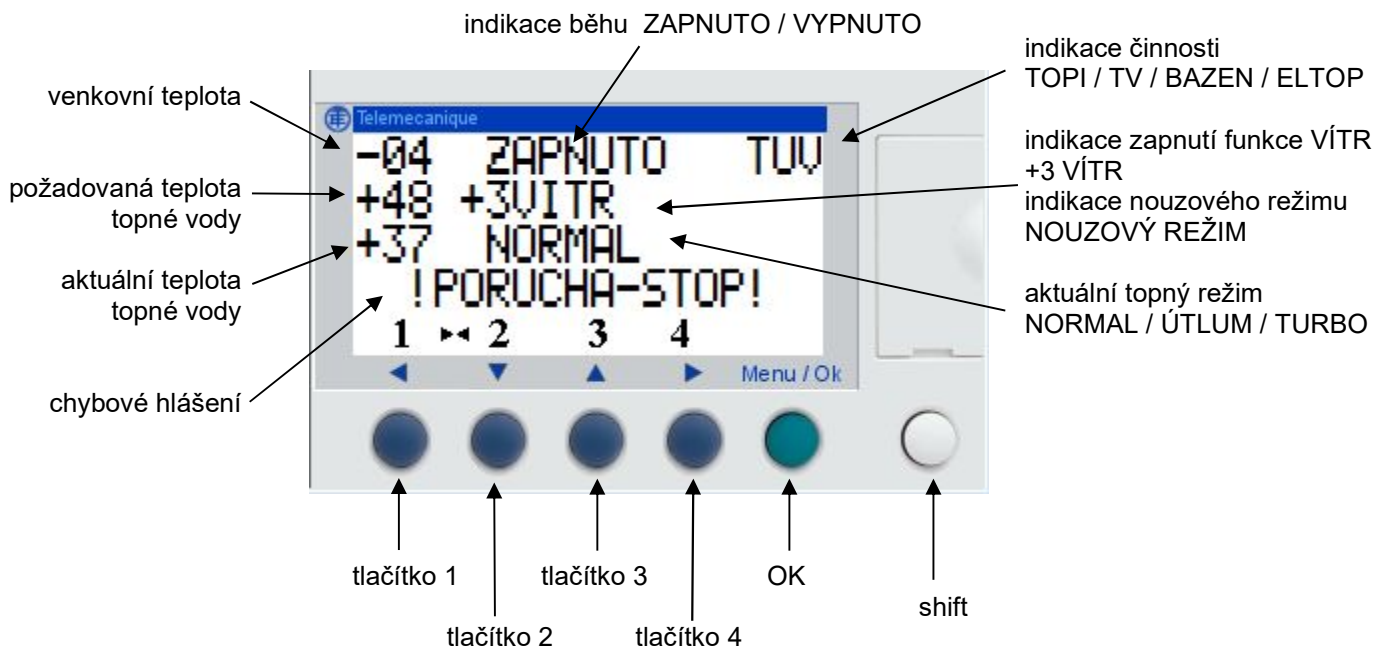 indikace běhu  ZAPNUTO / VYPNUTO
indikace činnosti
TOPI / TV / BAZEN / ELTOP
venkovní teplota
Telemecanique
-04 ZAPNUTO TUV
indikace zapnutí funkce VÍTR
+3 VÍTR
indikace nouzového režimu
NOUZOVÝ REŽIM
požadovaná teplota
topné vody
+48 +3VITR
+37 NORMAL
aktuální teplota
topné vody
!PORUCHA-STOP!
aktuální topný režim
NORMAL / ÚTLUM / TURBO
1 2 3 4
Menu / Ok
chybové hlášení
tlačítko 1
tlačítko 3
OK
shift
tlačítko 2
tlačítko 4